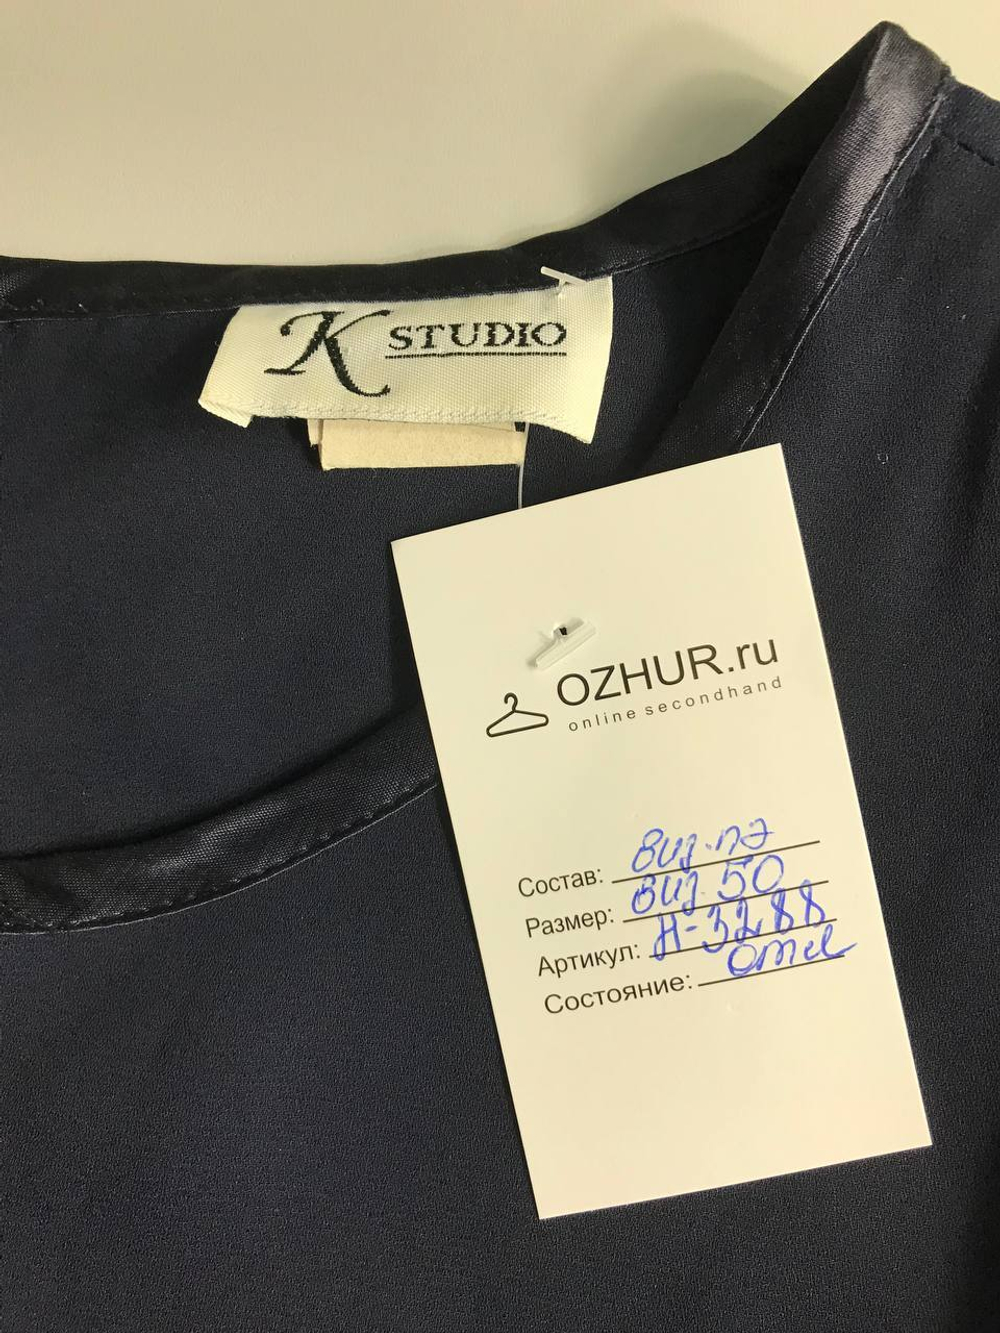 K STUDIO
OZHUR.ru
online secondhand
Состав: виз. пэ
Размер: виз 50
Артикул: Н-3288
Состояние: отл